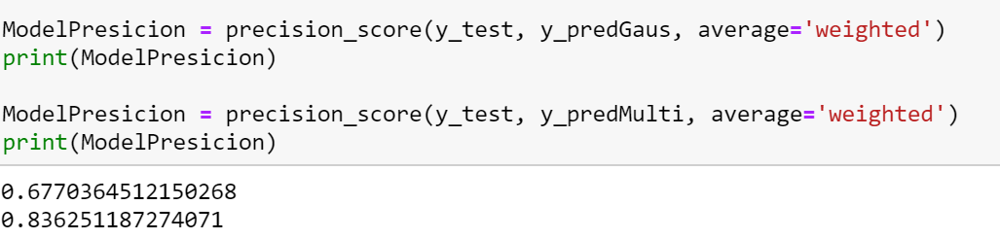 ModelPresicion = precision_score(y_test, y_predGaus, average='weighted')
print(ModelPresicion)
ModelPresicion = precision_score(y_test, y_predMulti, average='weighted')
print(ModelPresicion)
0.6770364512150268
0.836251187274071